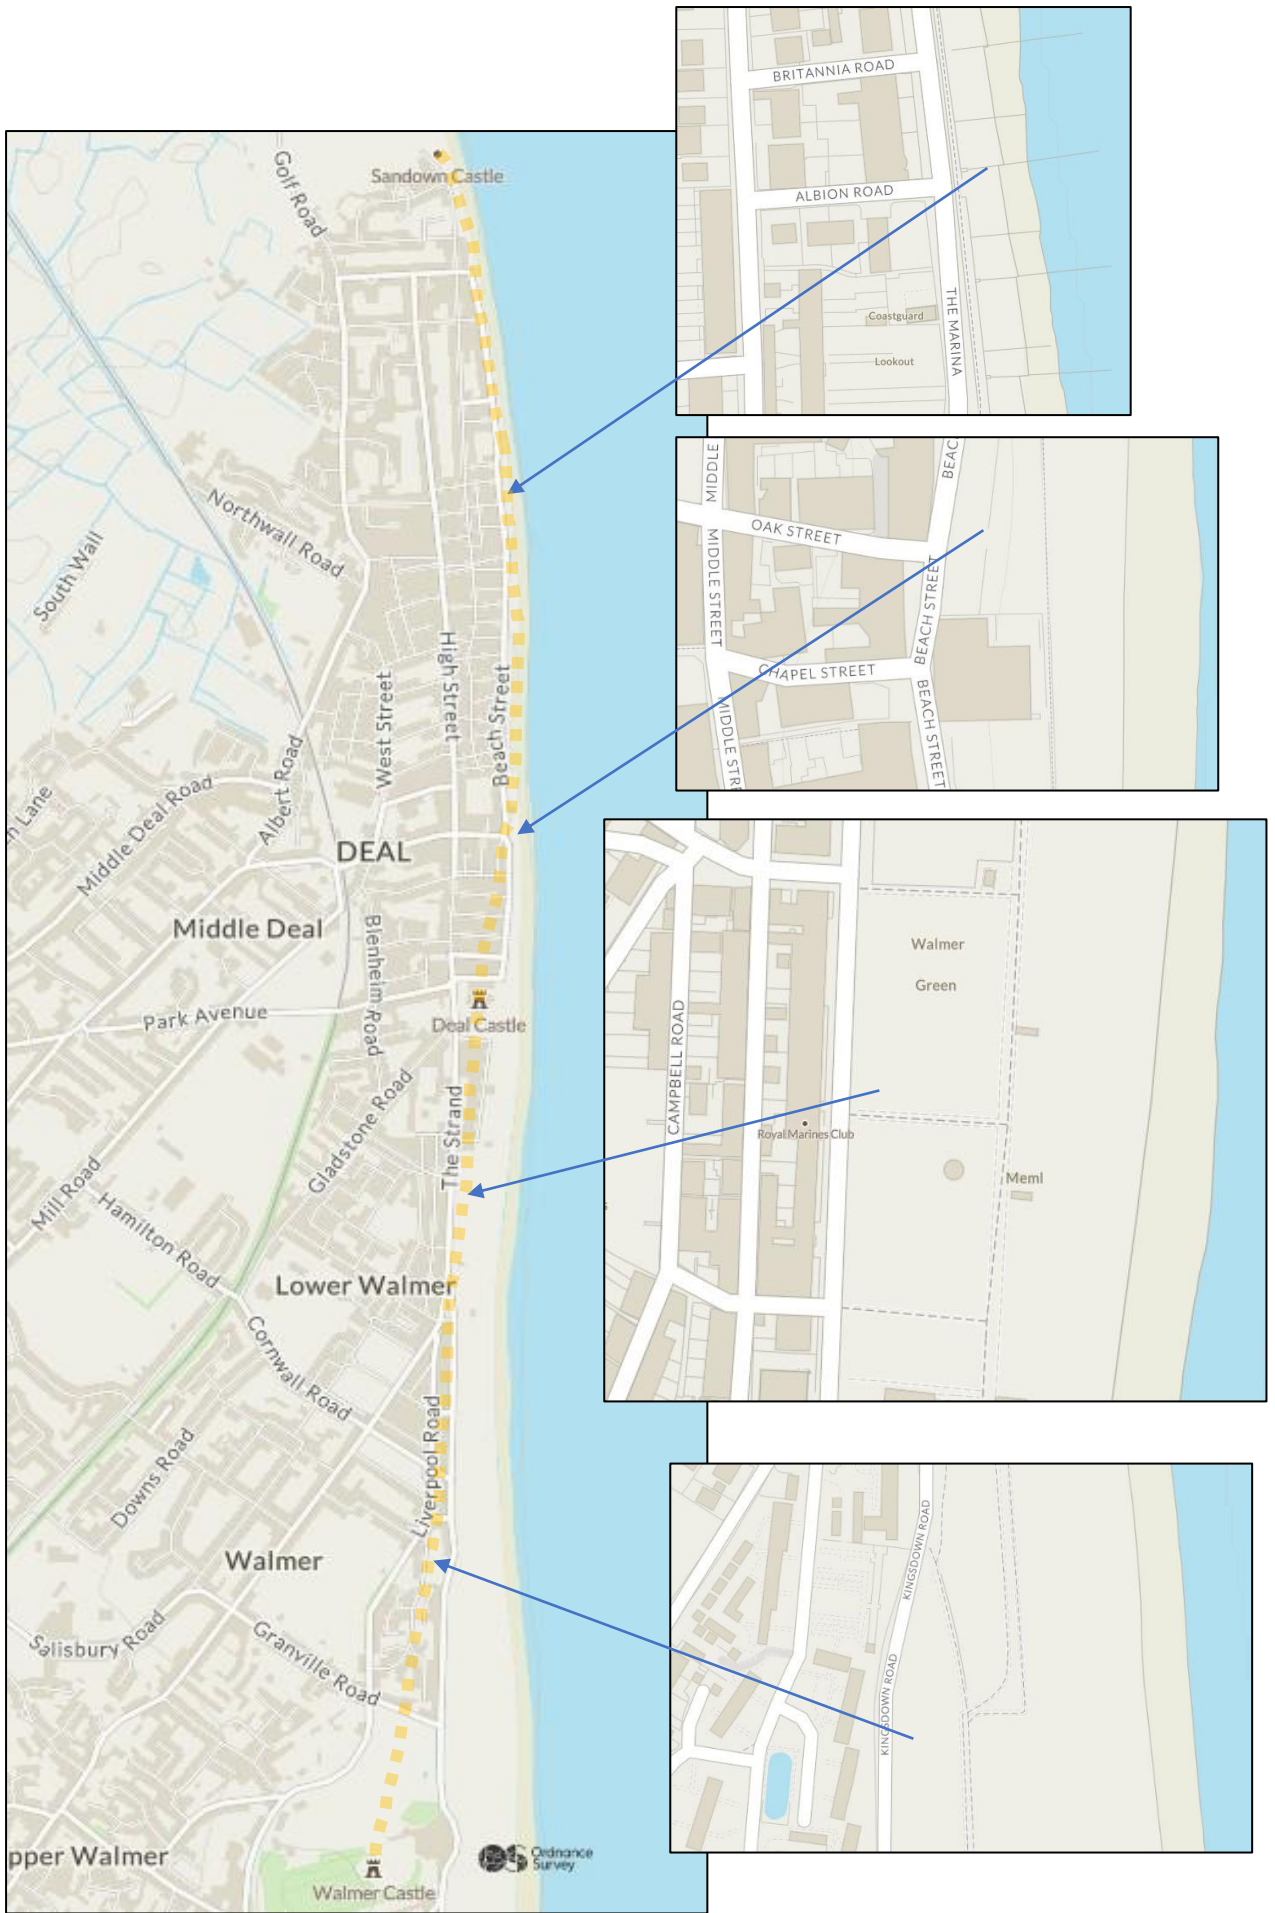 Sandown Castle
Golf Road
Northwall Road
South Wall
High Street
Beach Street
West Street
Albert Road
Middle Deal Road
Lane
DEAL
Middle Deal
Blenheim Road
Park Avenue
Deal Castle
Gladstone Road
The Strand
Mill Road
Hamilton Road
Lower Walmer
Cornwall Road
Liverpool Road
Downs Road
Walmer
Salisbury Road
Granville Road
pper Walmer
Walmer Castle
OS Ordnance
Survey
BRITANNIA ROAD
ALBION ROAD
THE MARINA
Coastguard
Lookout
MIDDLE
BEAC
OAK STREET
MIDDLE STREET
BEACH STREET
CHAPEL STREET
MIDDLE STRE
BEACH STREET
Walmer
Green
CAMPBELL ROAD
Royal Marines Club
Meml
KINGSDOWN ROAD
KINGSDOWN ROAD